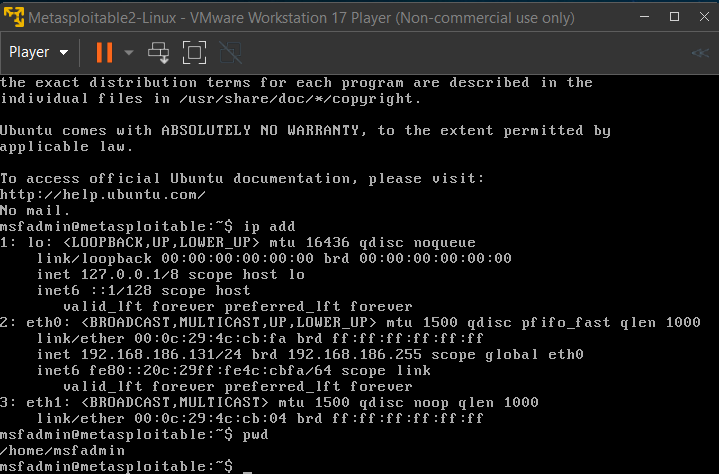 Metasploitable2-Linux - VMware Workstation 17 Player (Non-commercial use only)
Player
the exact distribution terms for each program are described in the
individual files in /usr/share/doc/*/copyright.
Ubuntu comes with ABSOLUTELY NO WARRANTY, to the extent permitted by
applicable law.
To access official Ubuntu documentation, please visit:
http://help.ubuntu.com/
No mail.
msfadmin@metasploitable:~$ ip add
1: lo: <LOOPBACK,UP,LOWER_UP> mtu 16436 qdisc noqueue
    link/loopback 00:00:00:00:00:00 brd 00:00:00:00:00:00
    inet 127.0.0.1/8 scope host lo
    inet6 ::1/128 scope host
       valid_lft forever preferred_lft forever
2: eth0: <BROADCAST,MULTICAST,UP,LOWER_UP> mtu 1500 qdisc pfifo_fast qlen 1000
    link/ether 00:0c:29:4c:cb:fa brd ff:ff:ff:ff:ff:ff
    inet 192.168.186.131/24 brd 192.168.186.255 scope global eth0
    inet6 fe80::20c:29ff:fe4c:cbfa/64 scope link
       valid_lft forever preferred_lft forever
3: eth1: <BROADCAST,MULTICAST> mtu 1500 qdisc noop qlen 1000
    link/ether 00:0c:29:4c:cb:04 brd ff:ff:ff:ff:ff:ff
msfadmin@metasploitable:~$ pwd
/home/msfadmin
msfadmin@metasploitable:~$ _